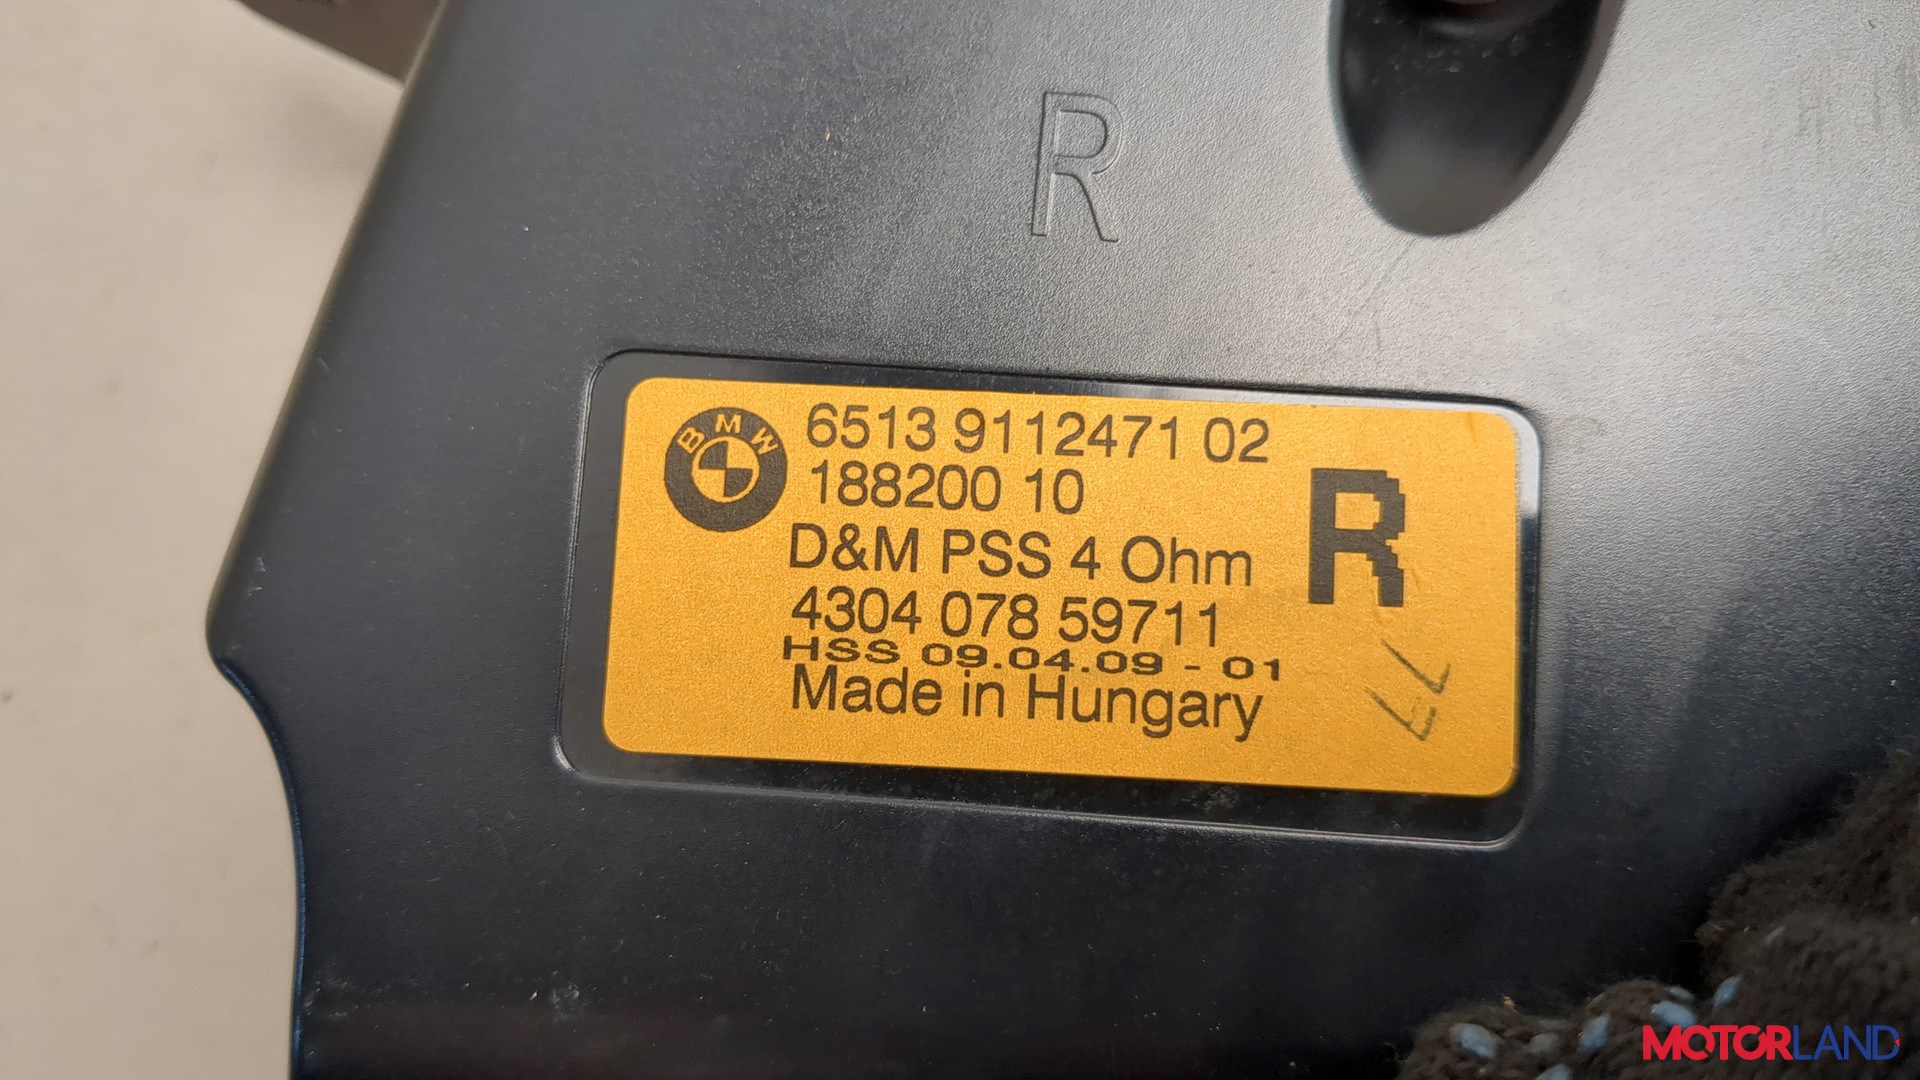 R
BMW
6513 9112471 02
188200 10
D&M PSS 4 Ohm
R
4304 078 59711
HSS 09.04.09 - 01
Made in Hungary
77
MOTORLAND